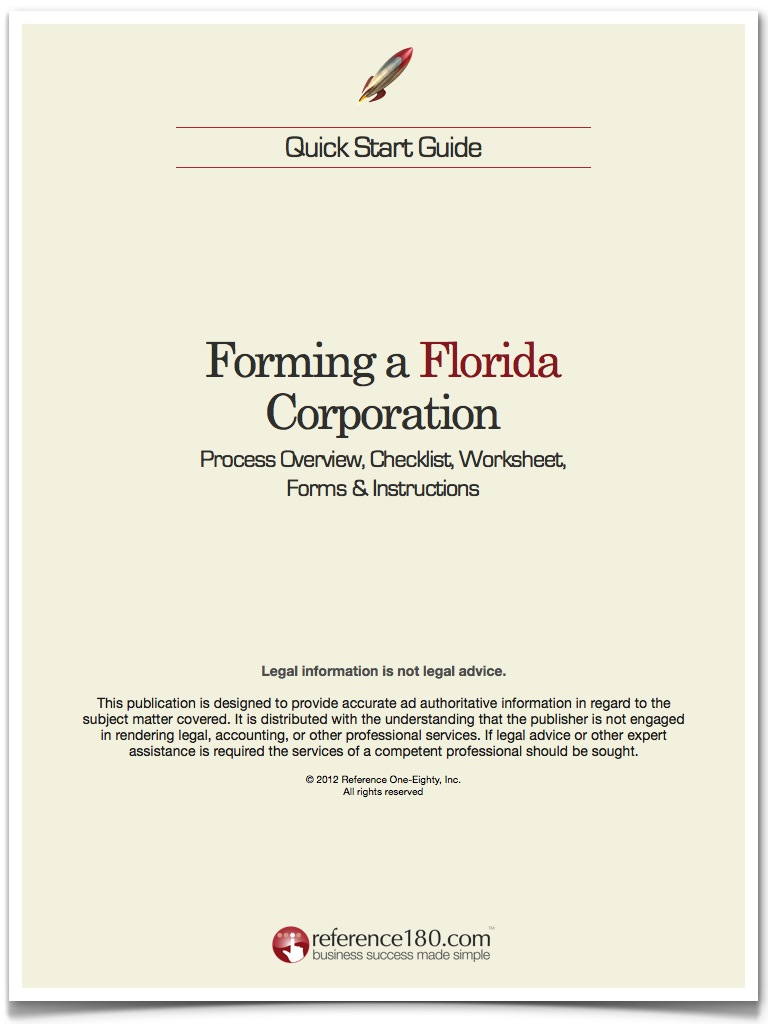 Quick Start Guide
Forming a Florida
Corporation
Process Overview, Checklist, Worksheet,
Forms & Instructions
Legal information is not legal advice.
This publication is designed to provide accurate ad authoritative information in regard to the
subject matter covered. It is distributed with the understanding that the publisher is not engaged
in rendering legal, accounting, or other professional services. If legal advice or other expert
assistance is required the services of a competent professional should be sought.
© 2012 Reference One-Eighty, Inc.
All rights reserved
reference180.com™
business success made simple